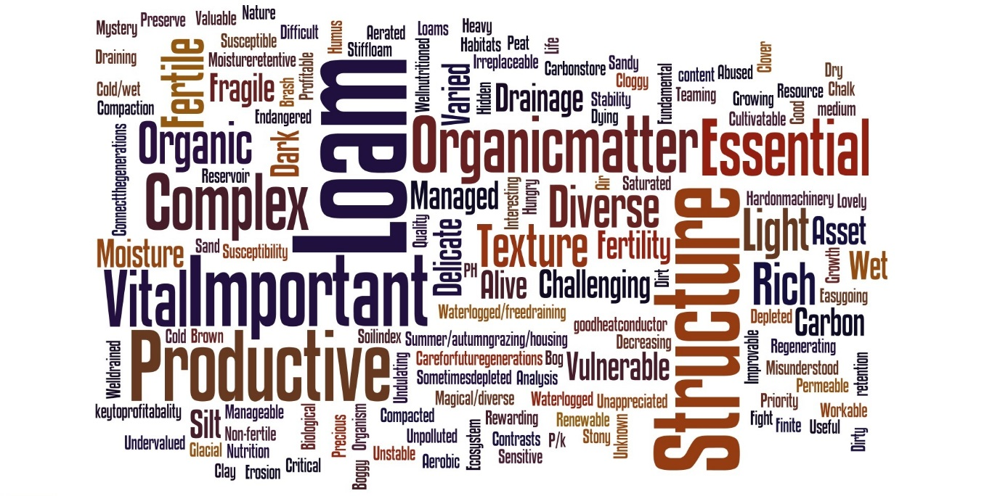 Mystery
Preserve
Valuable
Nature
Susceptible
Difficult
Humus
Aerated
Stiffloam
Loams
Heavy
Habitats
Peat
Life
Irreplaceable
Carbonstore
Sandy
Cloggy
Clover
Draining
Fertile
Moistureretentive
Profitable
Brash
Fragile
Wellnutritioned
Varied
Hidden
Drainage
Stability
Dying
Fundamental
content
Abused
Teaming
Growing
Resource
Dry
Chalk
Cultivatable
Good
medium
Cold/wet
Compaction
Endangered
Connectthegenerations
Organic
Dark
Loam
Organicmatter
Essential
Reservoir
Complex
Managed
Interesting
Hungry
Air
Saturated
Diverse
Structure
Hardonmachinery
Lovely
Light
Asset
Moisture
Sand
Susceptibility
Quality
Delicate
Texture
Fertility
Growth
Wet
Vital
Important
PH
Alive
Challenging
Dirt
Rich
Easygoing
Waterlogged/freedraining
goodheatconductor
Depleted
Carbon
Welldrained
Productive
Cold
Brown
Soilindex
Summer/autumngrazing/housing
Decreasing
Improvable
Regenerating
Undulating
Careforfuturegenerations
Bog
Vulnerable
Misunderstood
retention
Sometimesdepleted
Analysis
Permeable
Magical/diverse
Waterlogged
Unappreciated
Priority
Workable
keytoprofitabality
Silt
Manageable
Biological
Precious
Organism
Compacted
Ecosystem
Rewarding
Renewable
Unknown
Fight
Finite
Useful
Dirty
Undervalued
Non-fertile
Unpolluted
Contrasts
P/k
Stony
Glacial
Nutrition
Unstable
Aerobic
Sensitive
Clay
Erosion
Critical
Boggy